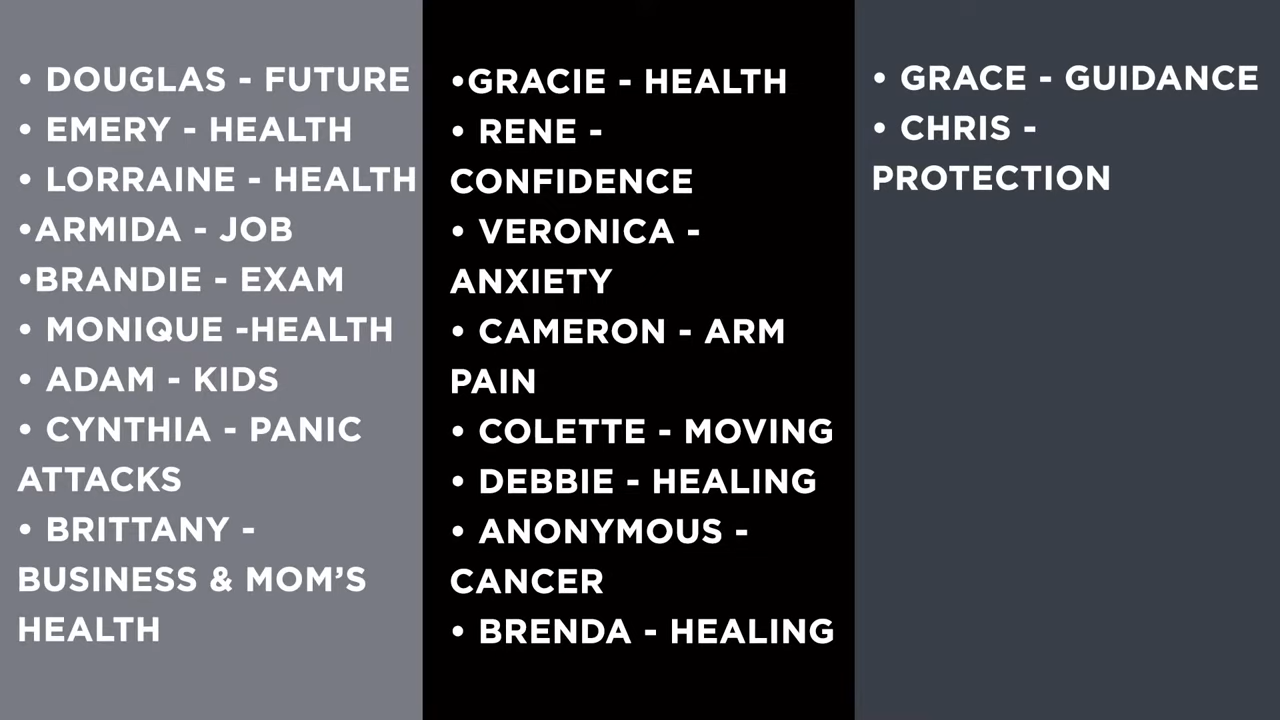 • DOUGLAS - FUTURE
• EMERY - HEALTH
• LORRAINE - HEALTH
•ARMIDA - JOB
•BRANDIE - EXAM
• MONIQUE -HEALTH
• ADAM - KIDS
• CYNTHIA - PANIC
ATTACKS
• BRITTANY -
BUSINESS & MOM’S
HEALTH
•GRACIE - HEALTH
• RENE -
CONFIDENCE
• VERONICA -
ANXIETY
• CAMERON - ARM
PAIN
• COLETTE - MOVING
• DEBBIE - HEALING
• ANONYMOUS -
CANCER
• BRENDA - HEALING
• GRACE - GUIDANCE
• CHRIS -
PROTECTION